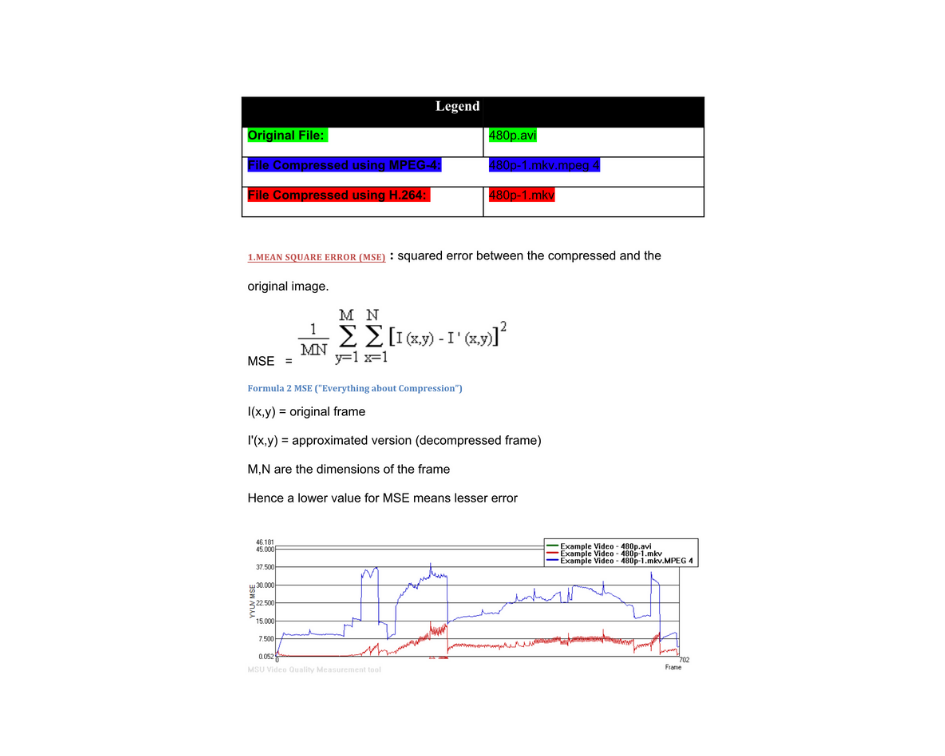 Legend
Original File: 480p.avi
File Compressed using MPEG-4: 480p-1.mkv.mpeg 4
File Compressed using H.264: 480p-1.mkv
1.MEAN SQUARE ERROR (MSE) : squared error between the compressed and the
original image.
MSE = 1/MN M∑y=1 N∑x=1 [I (x,y) - I ' (x,y)]2
Formula 2 MSE ("Everything about Compression")
I(x,y) = original frame
I'(x,y) = approximated version (decompressed frame)
M,N are the dimensions of the frame
Hence a lower value for MSE means lesser error
46.181
45.000
37.500
30.000
22.500
15.000
7.500
0.052
YYUV MSE
Example Video - 480p.avi
Example Video - 480p-1.mkv
Example Video - 480p-1.mkv.MPEG 4
0
702
Frame
MSU Video Quality Measurement tool